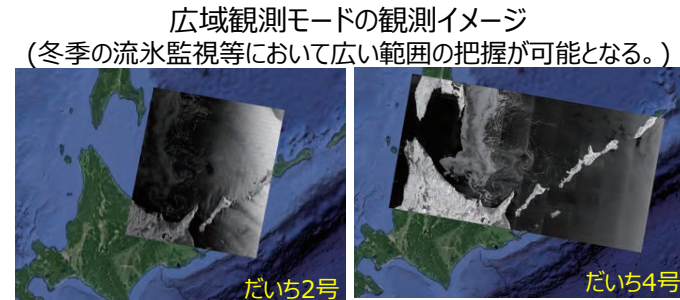 広域観測モードの観測イメージ
(冬季の流氷監視等において広い範囲の把握が可能となる。)
だいち2号
だいち4号